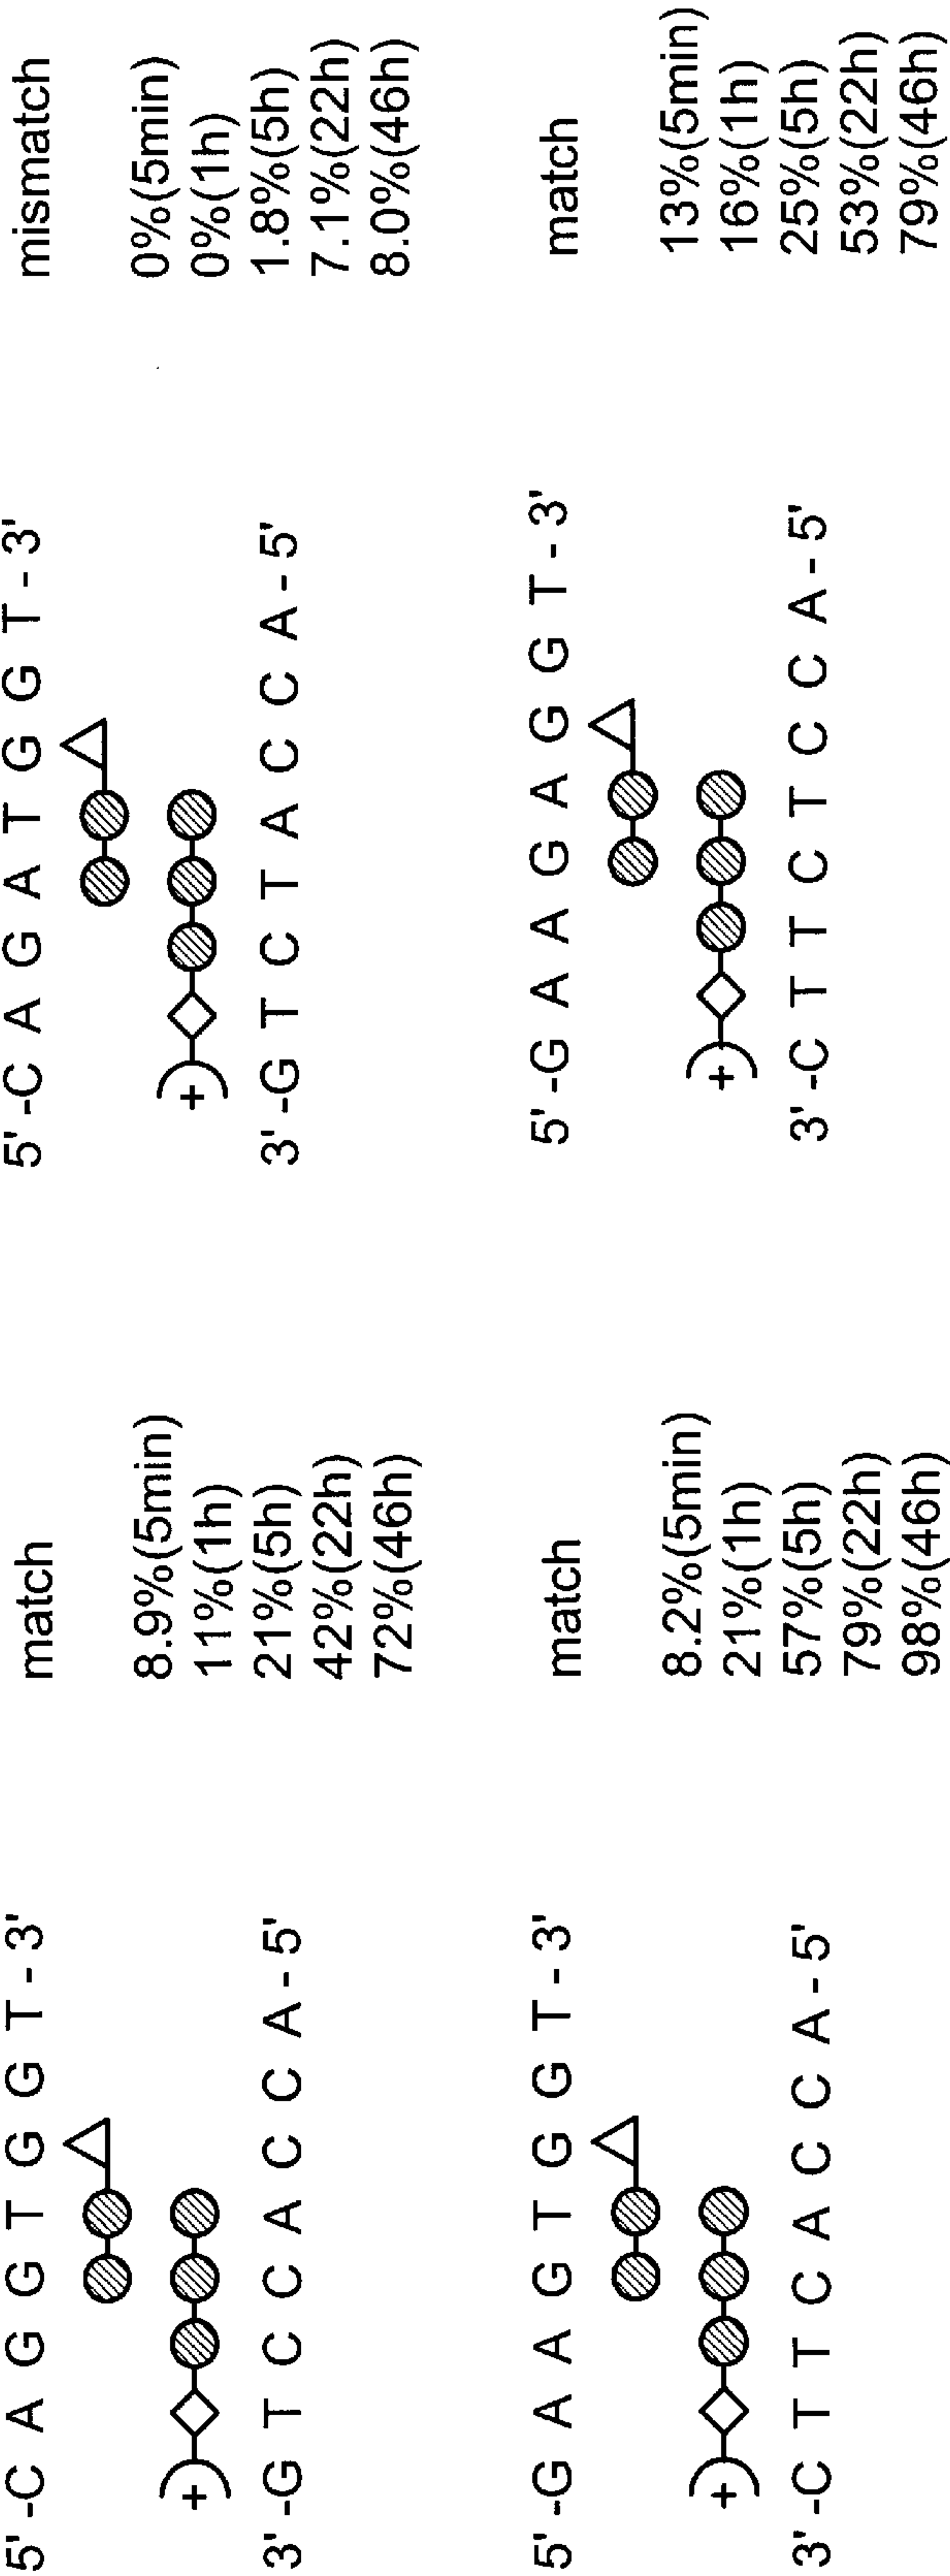 5' -C A G G T G G T - 3'
+
3' -G T C C A C C A - 5'
match
8.9%(5min)
11%(1h)
21%(5h)
42%(22h)
72%(46h)
5' -C A G A T G G T - 3'
+
3' -G T C T A C C A - 5'
mismatch
0%(5min)
0%(1h)
1.8%(5h)
7.1%(22h)
8.0%(46h)
5' -G A A G T G G T - 3'
+
3' -C T T C A C C A - 5'
match
8.2%(5min)
21%(1h)
57%(5h)
79%(22h)
98%(46h)
5' -G A A G A G G T - 3'
+
3' -C T T C T C C A - 5'
match
13%(5min)
16%(1h)
25%(5h)
53%(22h)
79%(46h)